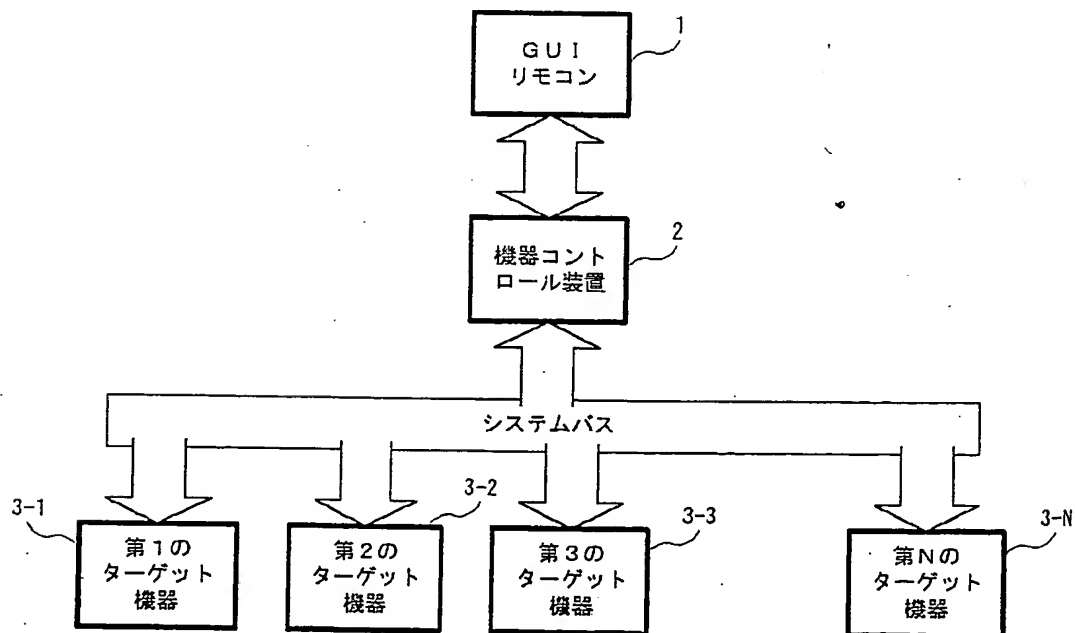 1
ＧＵＩ
リモコン
2
機器コント
ロール装置
システムバス
3-1
第１の
ターゲット
機器
3-2
第２の
ターゲット
機器
3-3
第３の
ターゲット
機器
3-N
第Ｎの
ターゲット
機器